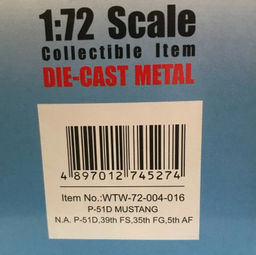 1:72 Scale
Collectible Item
DIE-CAST METAL
4 897012 745274
Item No.:WTW-72-004-016
P-51D MUSTANG
N.A. P-51D,39th FS,35th FG,5th AF